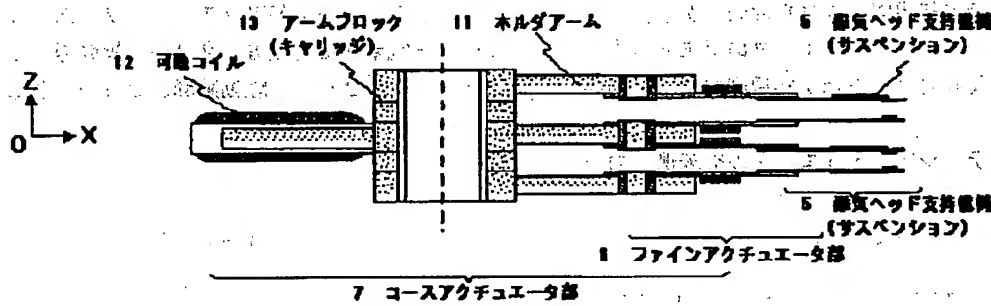 13 アームブロック
(キャリッジ)
11 ホルダアーム
5 磁気ヘッド支持機構
(サスペンション)
12 可動コイル
Z
O
X
5 磁気ヘッド支持機構
(サスペンション)
ファインアクチュエータ部
7 コースアクチュエータ部